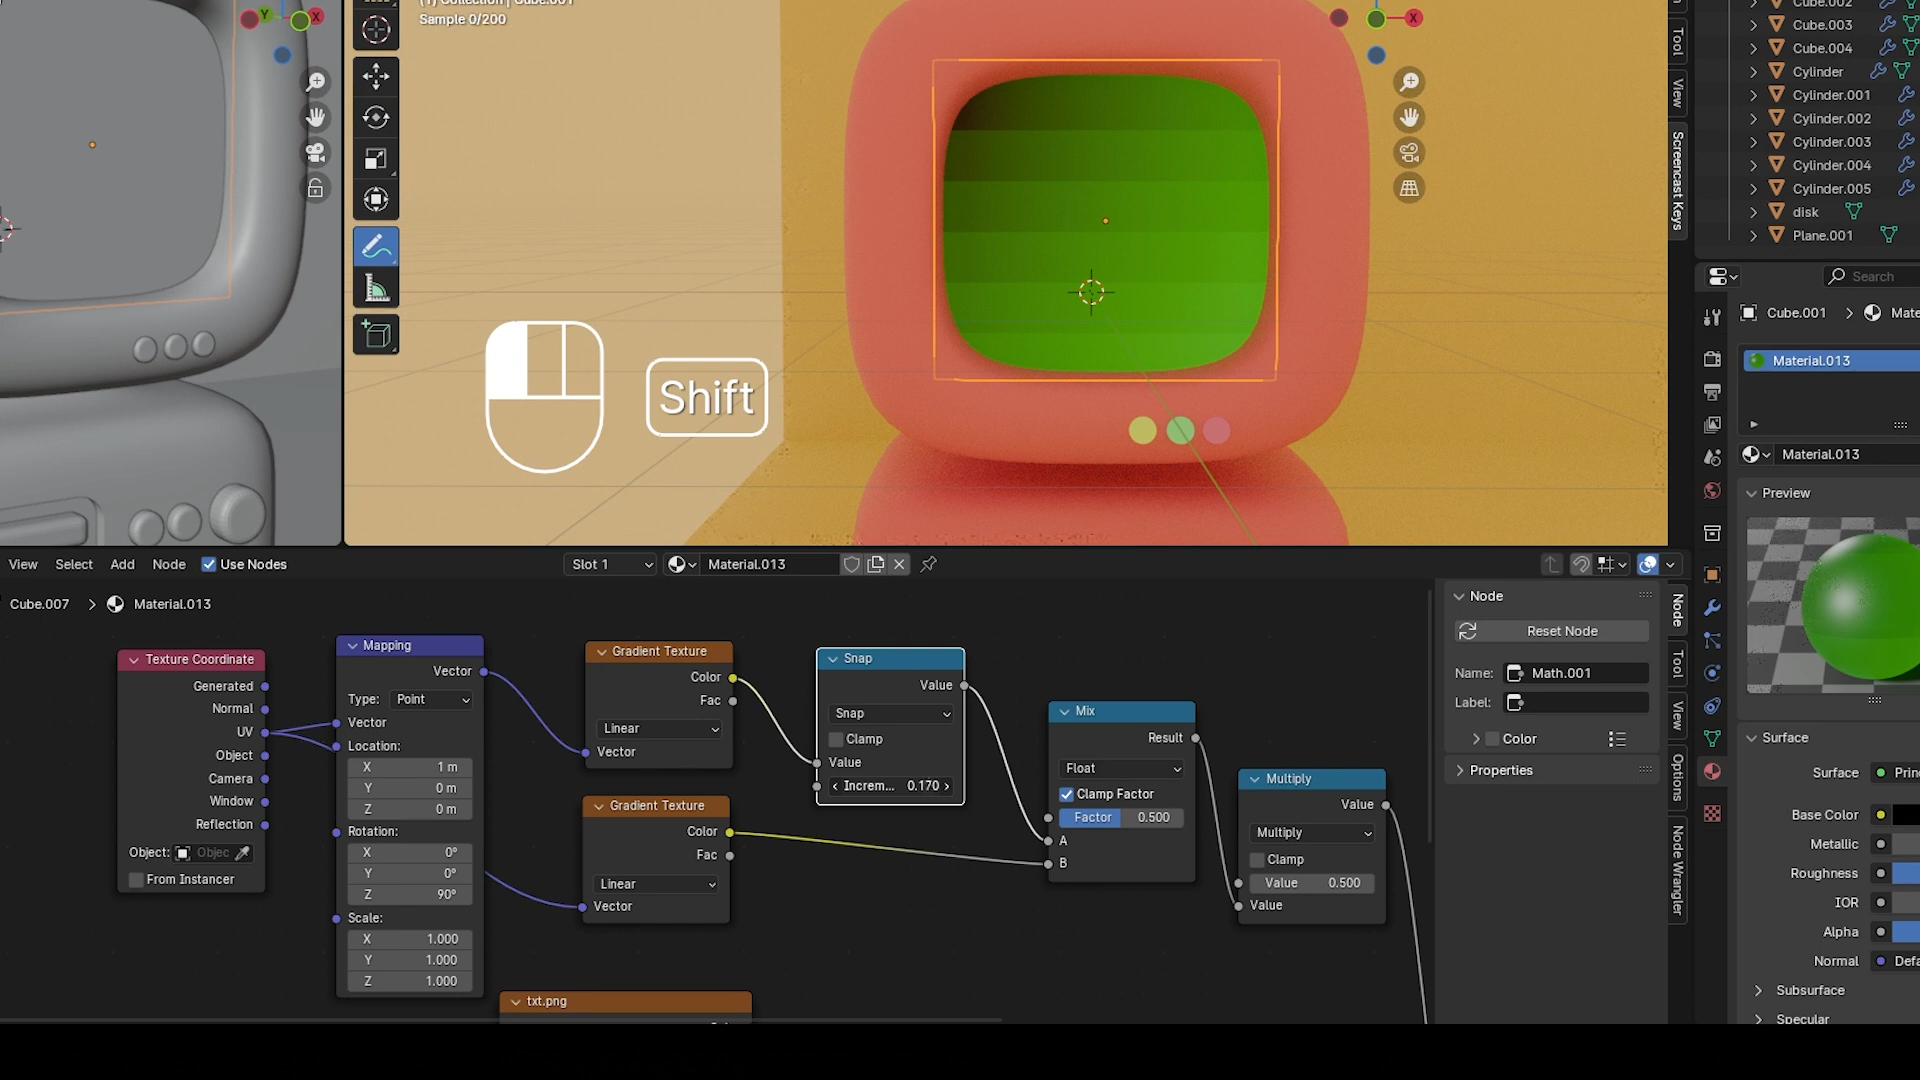 Y
X
Sample 0/200
Shift
X
Tool
View
Screencast Keys
Cube.003
Cube.004
Cylinder
Cylinder.001
Cylinder.002
Cylinder.003
Cylinder.004
Cylinder.005
disk
Plane.001
Search
Cube.001
Mate
Material.013
Material.013
Preview
Surface
Surface
Prin
Base Color
Metallic
Roughness
IOR
Alpha
Normal
Defa
Subsurface
Specular
View Select Add Node Use Nodes
Slot 1
Material.013
Cube.007 > Material.013
Texture Coordinate
Generated
Normal
UV
Object
Camera
Window
Reflection
Object: Objec
From Instancer
Mapping
Vector
Type: Point
Vector
Location:
X 1 m
Y 0 m
Z 0 m
Rotation:
X 0°
Y 0°
Z 90°
Scale:
X 1.000
Y 1.000
Z 1.000
Gradient Texture
Color
Fac
Linear
Vector
Gradient Texture
Color
Fac
Linear
Vector
txt.png
Snap
Value
Snap
Clamp
Value
Increm... 0.170
Mix
Result
Float
Clamp Factor
Factor 0.500
A
B
Multiply
Value
Multiply
Clamp
Value 0.500
Value
Node
Reset Node
Name: Math.001
Label:
Color
Properties
Node
Tool
View
Options
Node Wrangler